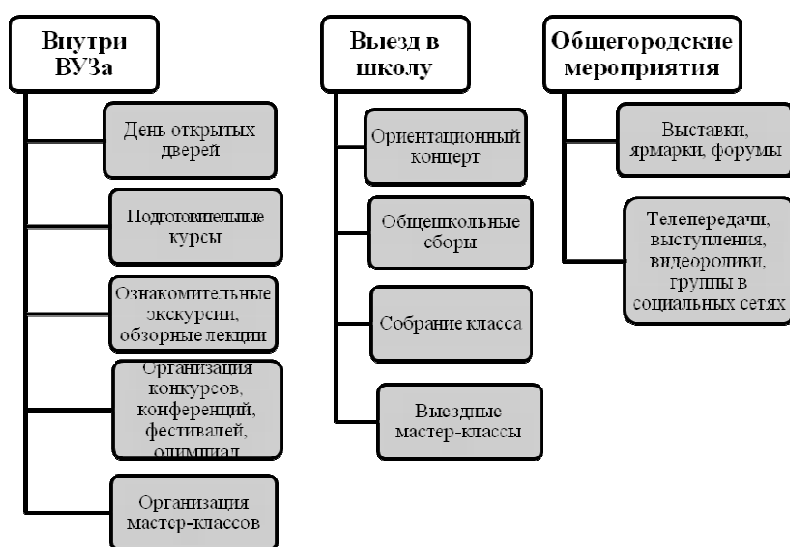 Внутри
ВУЗа
День открытых
дверей
Подготовительные
курсы
Ознакомительные
экскурсии,
обзорные лекции
Организация
конкурсов,
конференций,
фестивалей,
олимпиад
Организация
мастер-классов
Выезд в
школу
Ориентационный
концерт
Общешкольные
сборы
Собрание класса
Выездные
мастер-классы
Общегородские
мероприятия
Выставки,
ярмарки, форумы
Телепередачи,
выступления,
видеоролики,
группы в
социальных сетях